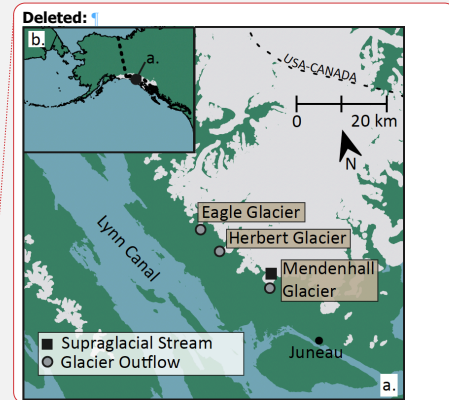 Deleted: ¶
b.
a.
USA-CANADA
0 20 km
N
Eagle Glacier
Herbert Glacier
Mendenhall
Glacier
Lynn Canal
Supraglacial Stream
Glacier Outflow
Juneau
a.